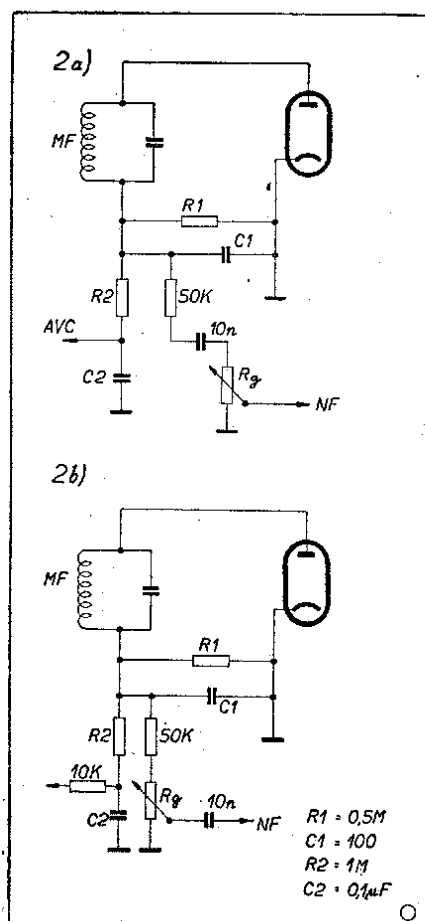 2a)
MF
R1
C1
R2
50K
10n
AVC
C2
Rg
NF
2b)
MF
R1
C1
R2
50K
10K
Rg
10n
C2
NF
R1 = 0,5M
C1 = 100
R2 = 1M
C2 = 0,1µF